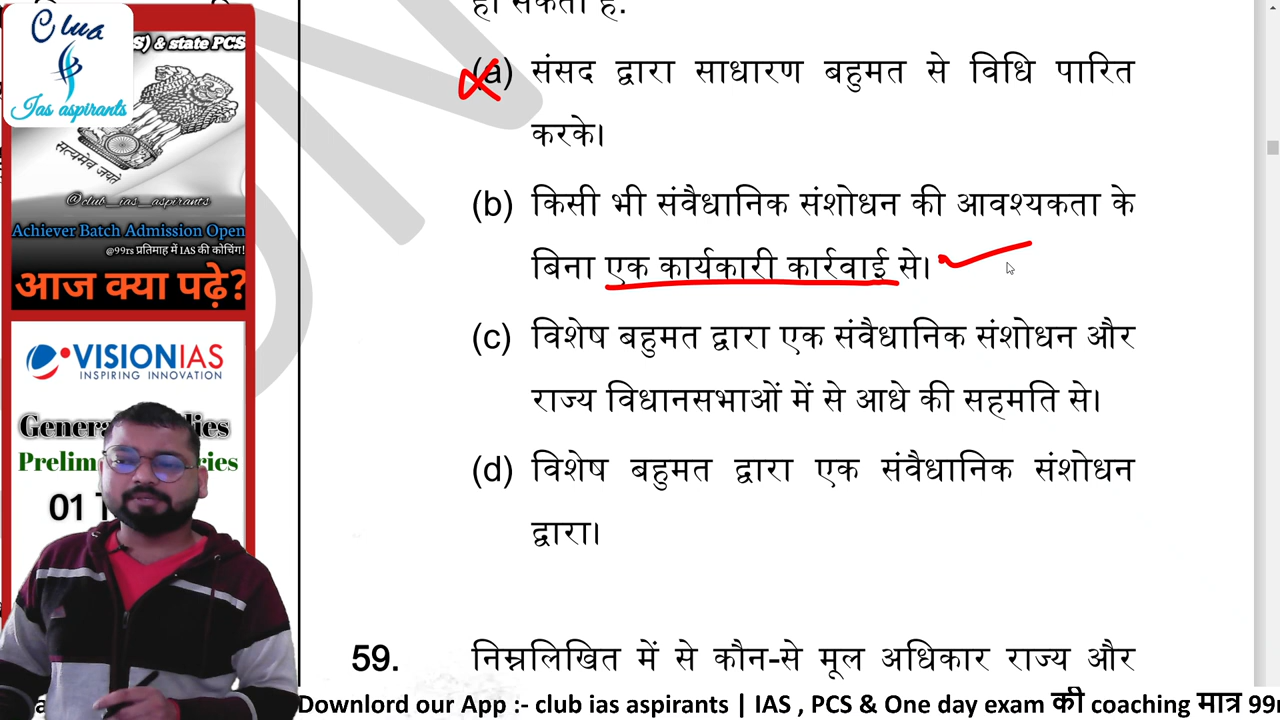 Clua
Ias aspirants
S) & state PCS
सत्यमेव जयते
@club_ias_aspirants
Achiever Batch Admission Open
@99rs प्रतिमाह में IAS की कोचिंग!
आज क्या पढ़े?
VISIONIAS
INSPIRING INNOVATION
Prelim
01
हो सकता है.
(a) संसद द्वारा साधारण बहुमत से विधि पारित
करके।
(b) किसी भी संवैधानिक संशोधन की आवश्यकता के
बिना एक कार्यकारी कार्रवाई से।
(c) विशेष बहुमत द्वारा एक संवैधानिक संशोधन और
राज्य विधानसभाओं में से आधे की सहमति से।
(d) विशेष बहुमत द्वारा एक संवैधानिक संशोधन
द्वारा।
59. निम्नलिखित में से कौन-से मूल अधिकार राज्य और
Downlord our App :- club ias aspirants | IAS , PCS & One day exam की coaching मात्र 99